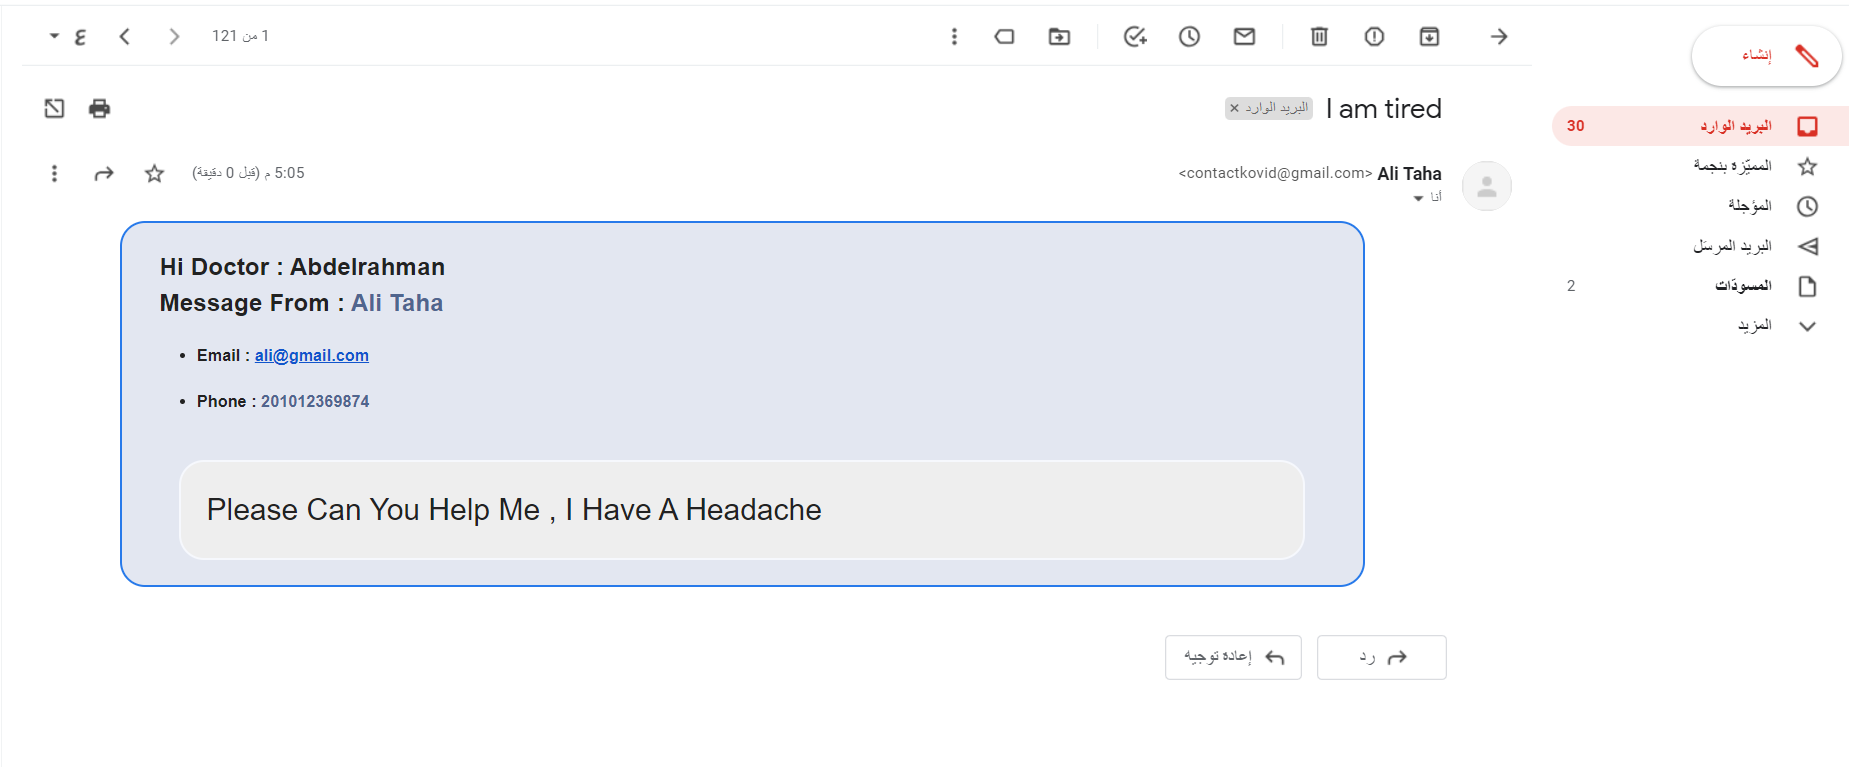 1 من 121
ع
إنشاء
I am tired
البريد الوارد ×
البريد الوارد 30
المميّزة بنجمة
المؤجلة
البريد المرسَل
المسودّات 2
المزيد
Ali Taha <contactkovid@gmail.com>
5:05 م (قبل 0 دقيقة)
أنا
Hi Doctor : Abdelrahman
Message From : Ali Taha
• Email : ali@gmail.com
• Phone : 201012369874
Please Can You Help Me , I Have A Headache
رد
إعادة توجيه